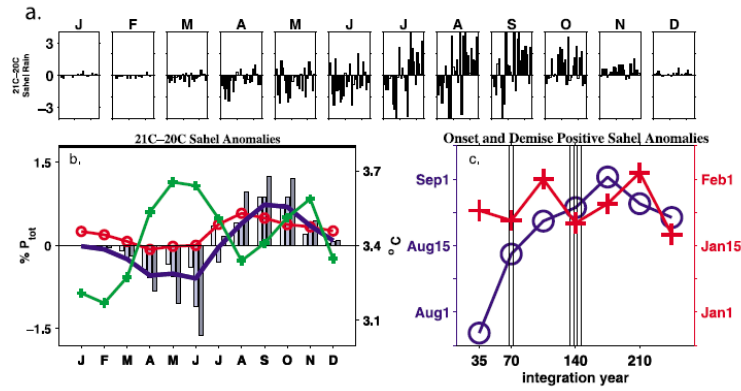 a.
J F M A M J J A S O N D
21C–20C
Sahel Rain
3
0
−3
21C–20C Sahel Anomalies
Onset and Demise Positive Sahel Anomalies
b.
1.5
0
−1.5
% Ptot
3.7
3.4
3.1
° C
J F M A M J J A S O N D
c.
Sep1
Aug15
Aug1
Feb1
Jan15
Jan1
35 70 140 210
integration year